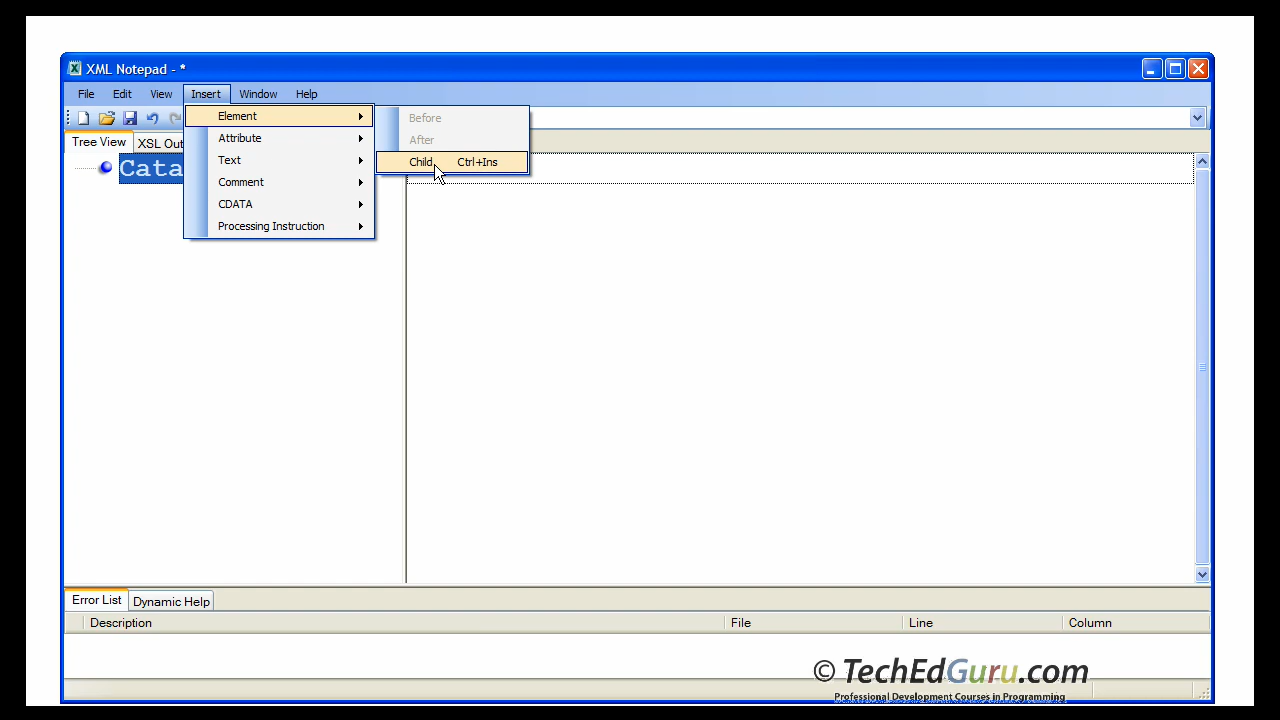 XML Notepad - *
File Edit View Insert Window Help
Tree View XSL Out
Cata
Element
Attribute
Text
Comment
CDATA
Processing Instruction
Before
After
Child Ctrl+Ins
Error List Dynamic Help
Description File Line Column
© TechEdGuru.com
Professional Development Courses in Programming